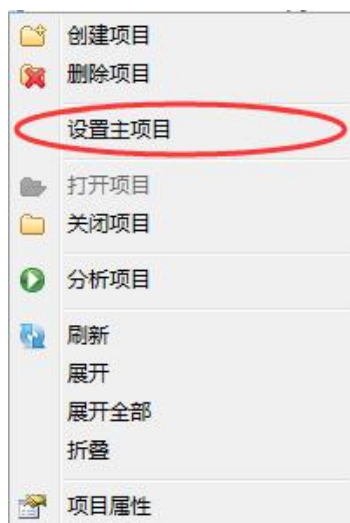 创建项目
删除项目
设置主项目
打开项目
关闭项目
分析项目
刷新
展开
展开全部
折叠
项目属性